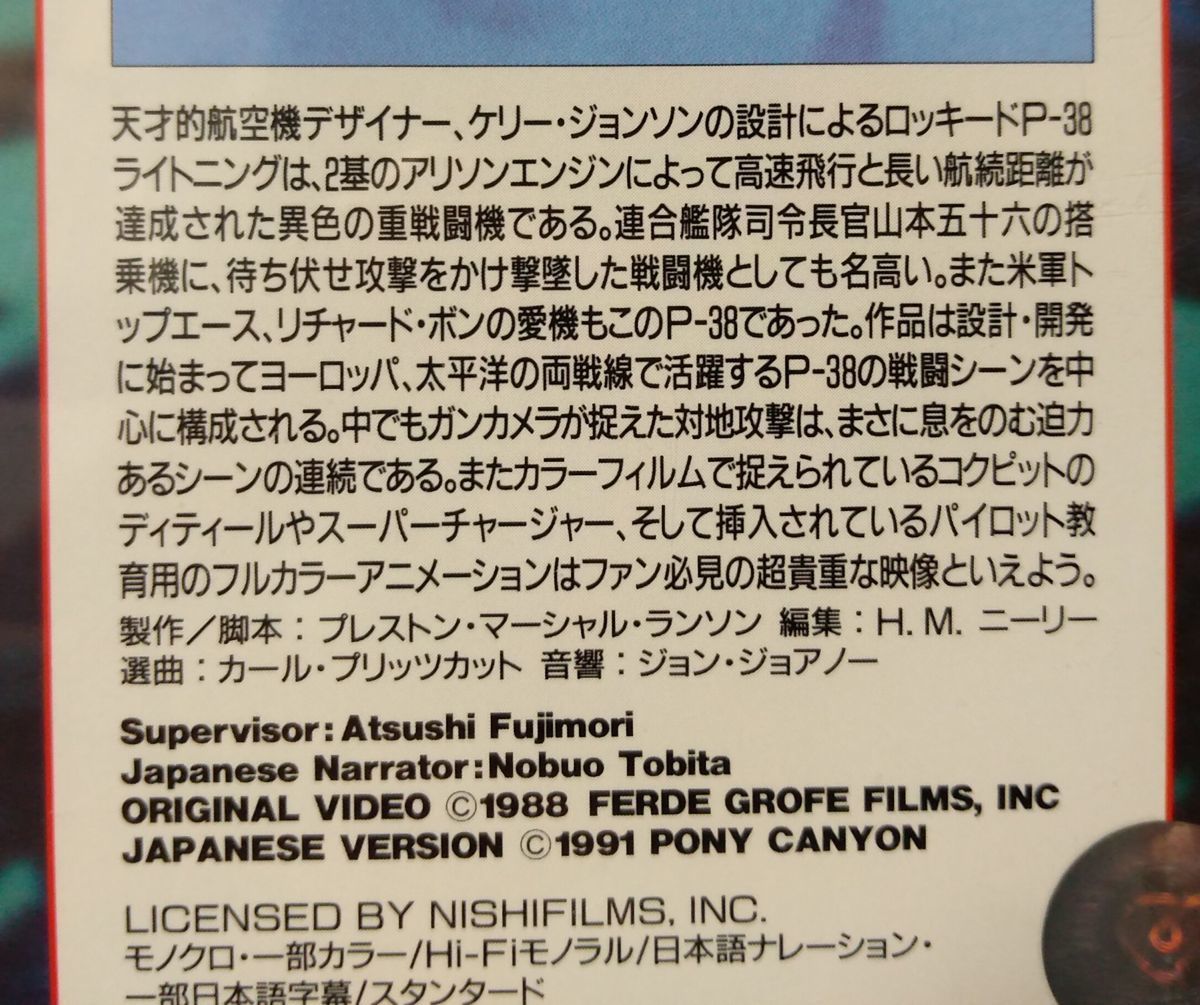 天才的航空機デザイナー、ケリー・ジョンソンの設計によるロッキードP-38
ライトニングは、2基のアリソンエンジンによって高速飛行と長い航続距離が
達成された異色の重戦闘機である。連合艦隊司令長官山本五十六の搭
乗機に、待ち伏せ攻撃をかけ撃墜した戦闘機としても名高い。また米軍ト
ップエース、リチャード・ボンの愛機もこのP-38であった。作品は設計・開発
に始まってヨーロッパ、太平洋の両戦線で活躍するP-38の戦闘シーンを中
心に構成される。中でもガンカメラが捉えた対地攻撃は、まさに息をのむ迫力
あるシーンの連続である。またカラーフィルムで捉えられているコクピットの
ディティールやスーパーチャージャー、そして挿入されているパイロット教
育用のフルカラーアニメーションはファン必見の超貴重な映像といえよう。
製作／脚本：プレストン・マーシャル・ランソン 編集：H. M. ニーリー
選曲：カール・プリッツカット 音響：ジョン・ジョアノー
Supervisor: Atsushi Fujimori
Japanese Narrator: Nobuo Tobita
ORIGINAL VIDEO ©1988 FERDE GROFE FILMS, INC
JAPANESE VERSION ©1991 PONY CANYON
LICENSED BY NISHIFILMS, INC.
モノクロ・一部カラー/Hi-Fiモノラル/日本語ナレーション・
一部日本語字幕/スタンダード